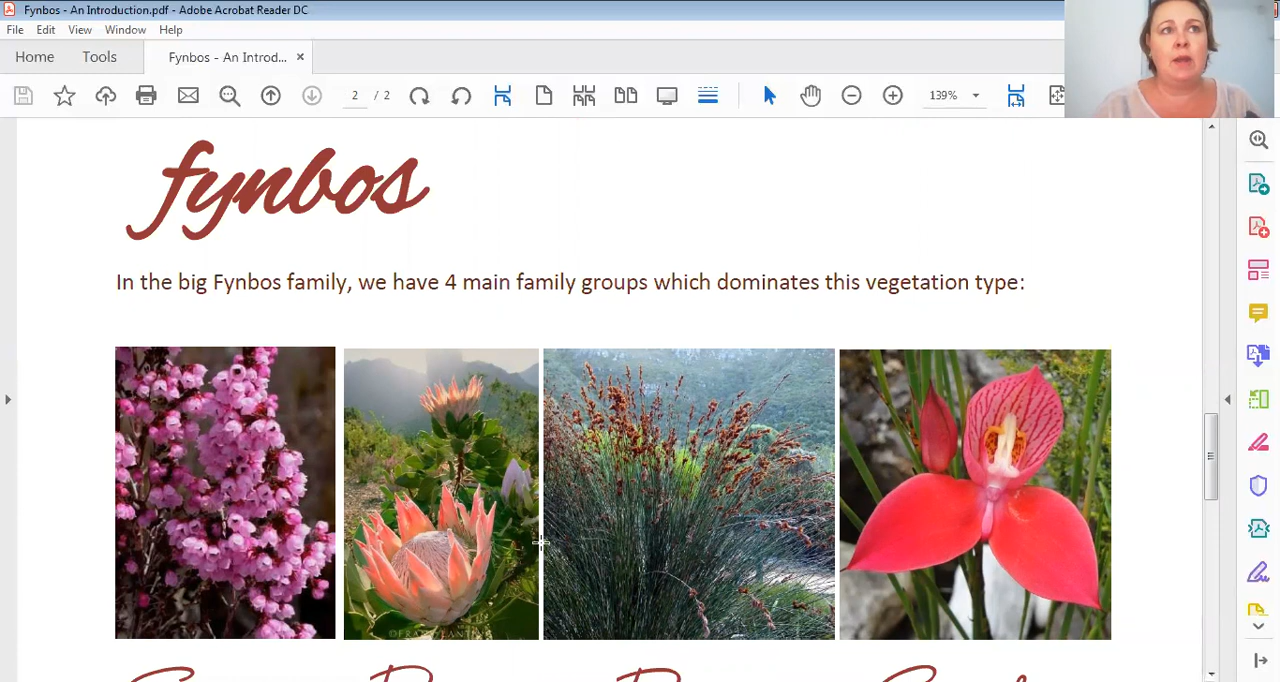 Fynbos - An Introduction.pdf - Adobe Acrobat Reader DC
File Edit View Window Help
Home Tools Fynbos - An Introd... ×
2 / 2 139%
fynbos
In the big Fynbos family, we have 4 main family groups which dominates this vegetation type: